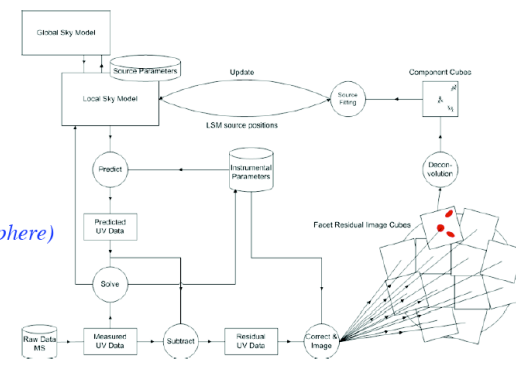 Global Sky Model
Source Parameters
Local Sky Model
Update
LSM source positions
Source
Fitting
Component Cubes
&
Decon-
volution
Predict
Instrumental
Parameters
Predicted
UV Data
phere)
Solve
Facet Residual Image Cubes
Raw Data
MS
Measured
UV Data
Subtract
Residual
UV Data
Correct &
Image